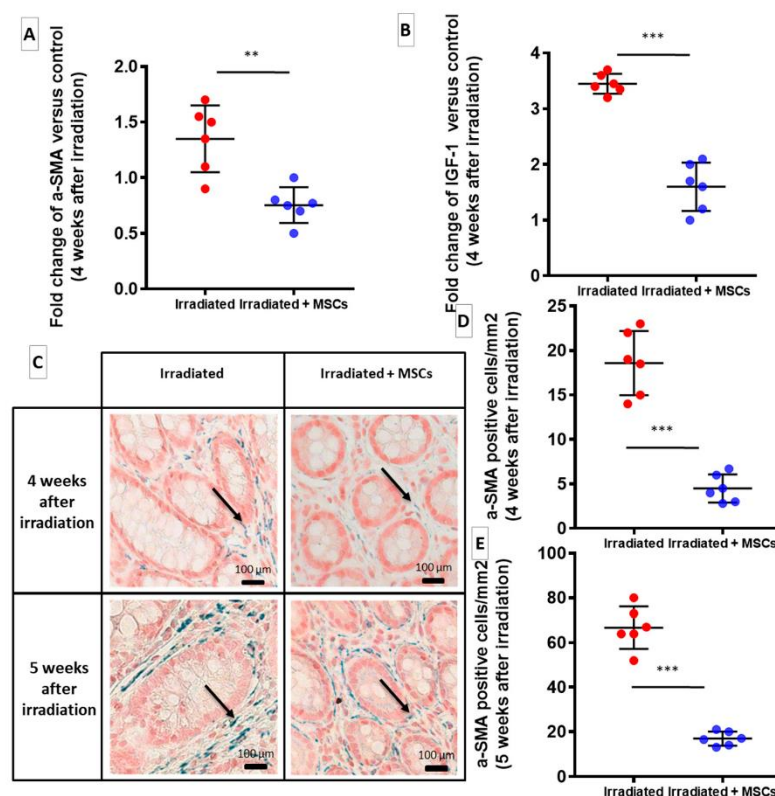 A
Fold change of a-SMA versus control
(4 weeks after irradiation)
2.0
1.5
1.0
0.5
0.0
**
Irradiated Irradiated + MSCs
B
Fold change of IGF-1 versus control
(4 weeks after irradiation)
4
3
2
1
0
***
Irradiated Irradiated + MSCs
C
Irradiated
Irradiated + MSCs
4 weeks
after
irradiation
100 µm
100 µm
5 weeks
after
irradiation
100 µm
100 µm
D
a-SMA positive cells/mm2
(4 weeks after irradiation)
25
20
15
10
5
0
***
Irradiated Irradiated + MSCs
E
a-SMA positive cells/mm2
(5 weeks after irradiation)
100
80
60
40
20
0
***
Irradiated Irradiated + MSCs